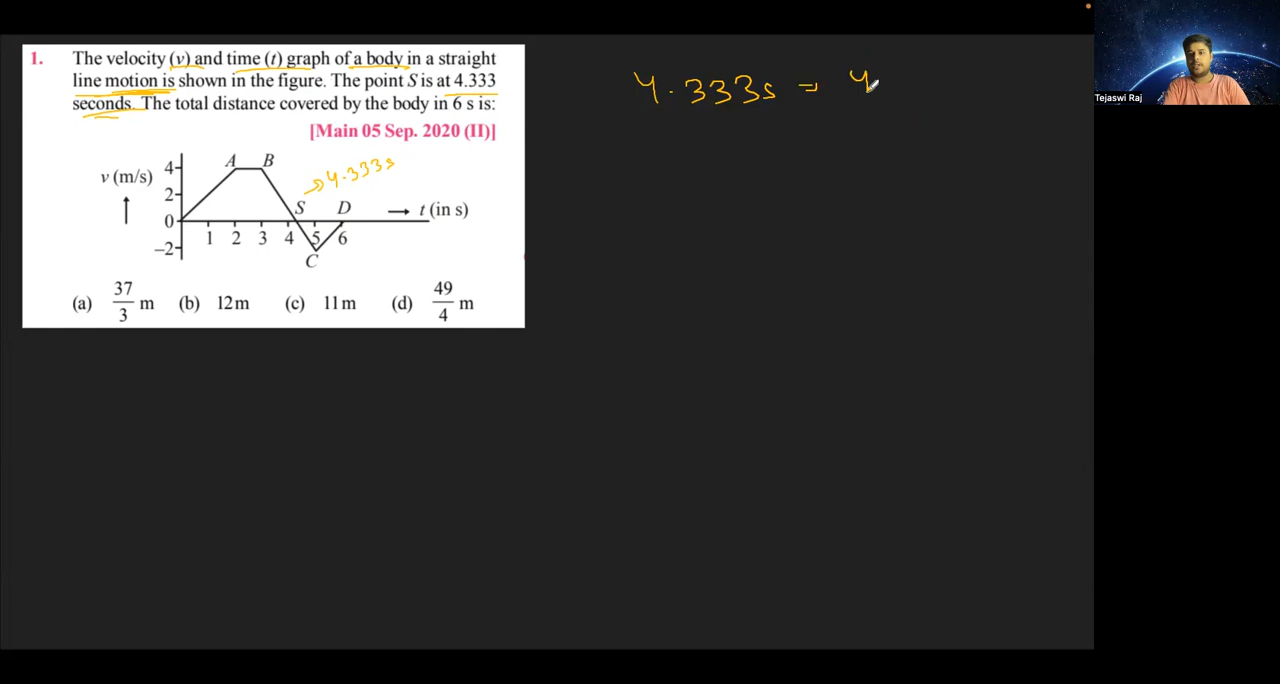 1. The velocity (v) and time (t) graph of a body in a straight
line motion is shown in the figure. The point S is at 4.333
seconds. The total distance covered by the body in 6 s is:
[Main 05 Sep. 2020 (II)]
4.333s = 4
Tejaswi Raj
v (m/s)
4
2
0
–2
A B
4.333s
S D
t (in s)
1 2 3 4 5 6
C
(a) 37/3 m (b) 12m (c) 11m (d) 49/4 m